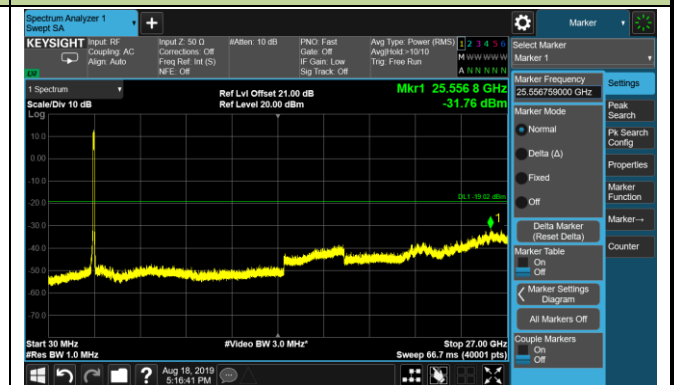 Spectrum Analyzer 1
Swept SA
+
Marker
KEYSIGHT
Input: RF
Coupling: AC
Align: Auto
Input Z: 50 Ω
Corrections: Off
Freq Ref: Int (S)
NFE: Off
#Atten: 10 dB
PNO: Fast
Gate: Off
IF Gain: Low
Sig Track: Off
Avg Type: Power (RMS)
Avg|Hold:>10/10
Trig: Free Run
1 2 3 4 5 6
M W W W W W
A N N N N N
LXI
Select Marker
Marker 1
1 Spectrum
Scale/Div 10 dB
Log
Ref Lvl Offset 21.00 dB
Ref Level 20.00 dBm
Mkr1 25.556 8 GHz
-31.76 dBm
10.0
0.00
-10.0
-20.0
-30.0
-40.0
-50.0
-60.0
-70.0
DL1 -19.02 dBm
1
Start 30 MHz
#Res BW 1.0 MHz
#Video BW 3.0 MHz*
Stop 27.00 GHz
Sweep 66.7 ms (40001 pts)
Marker Frequency
25.556759000 GHz
Marker Mode
Normal
Delta (Δ)
Fixed
Off
Delta Marker
(Reset Delta)
Marker Table
On
Off
Marker Settings
Diagram
All Markers Off
Couple Markers
On
Off
Settings
Peak
Search
Pk Search
Config
Properties
Marker
Function
Marker→
Counter
?
Aug 18, 2019
5:16:41 PM